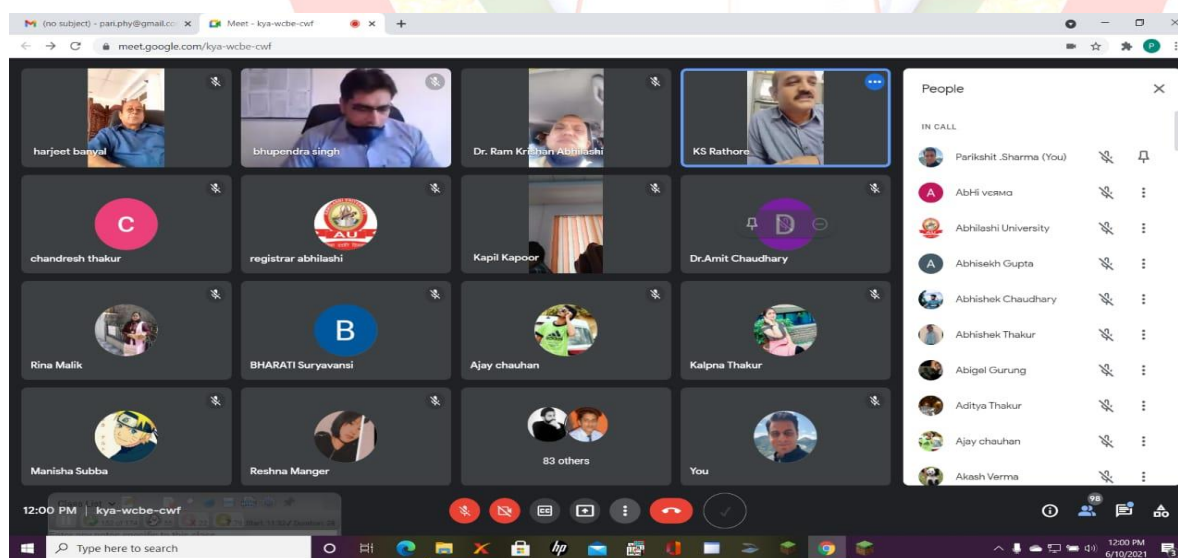 (no subject) - pari.phy@gmail.co
Meet - kya-wcbe-cwf
meet.google.com/kya-wcbe-cwf
P
harjeet banyal
bhupendra singh
Dr. Ram Krishan Abhilashi
KS Rathore
C
chandresh thakur
AU
registrar abhilashi
Kapil Kapoor
D
Dr.Amit Chaudhary
Rina Malik
B
BHARATI Suryavansi
Ajay chauhan
Kalpna Thakur
Manisha Subba
Reshna Manger
83 others
You
People
IN CALL
Parikshit .Sharma (You)
A
AbHi vєямα
Abhilashi University
A
Abhisekh Gupta
Abhishek Chaudhary
Abhishek Thakur
Abigel Gurung
Aditya Thakur
Ajay chauhan
Akash Verma
12:00 PM | kya-wcbe-cwf
98
Type here to search
hp
12:00 PM
6/10/2021